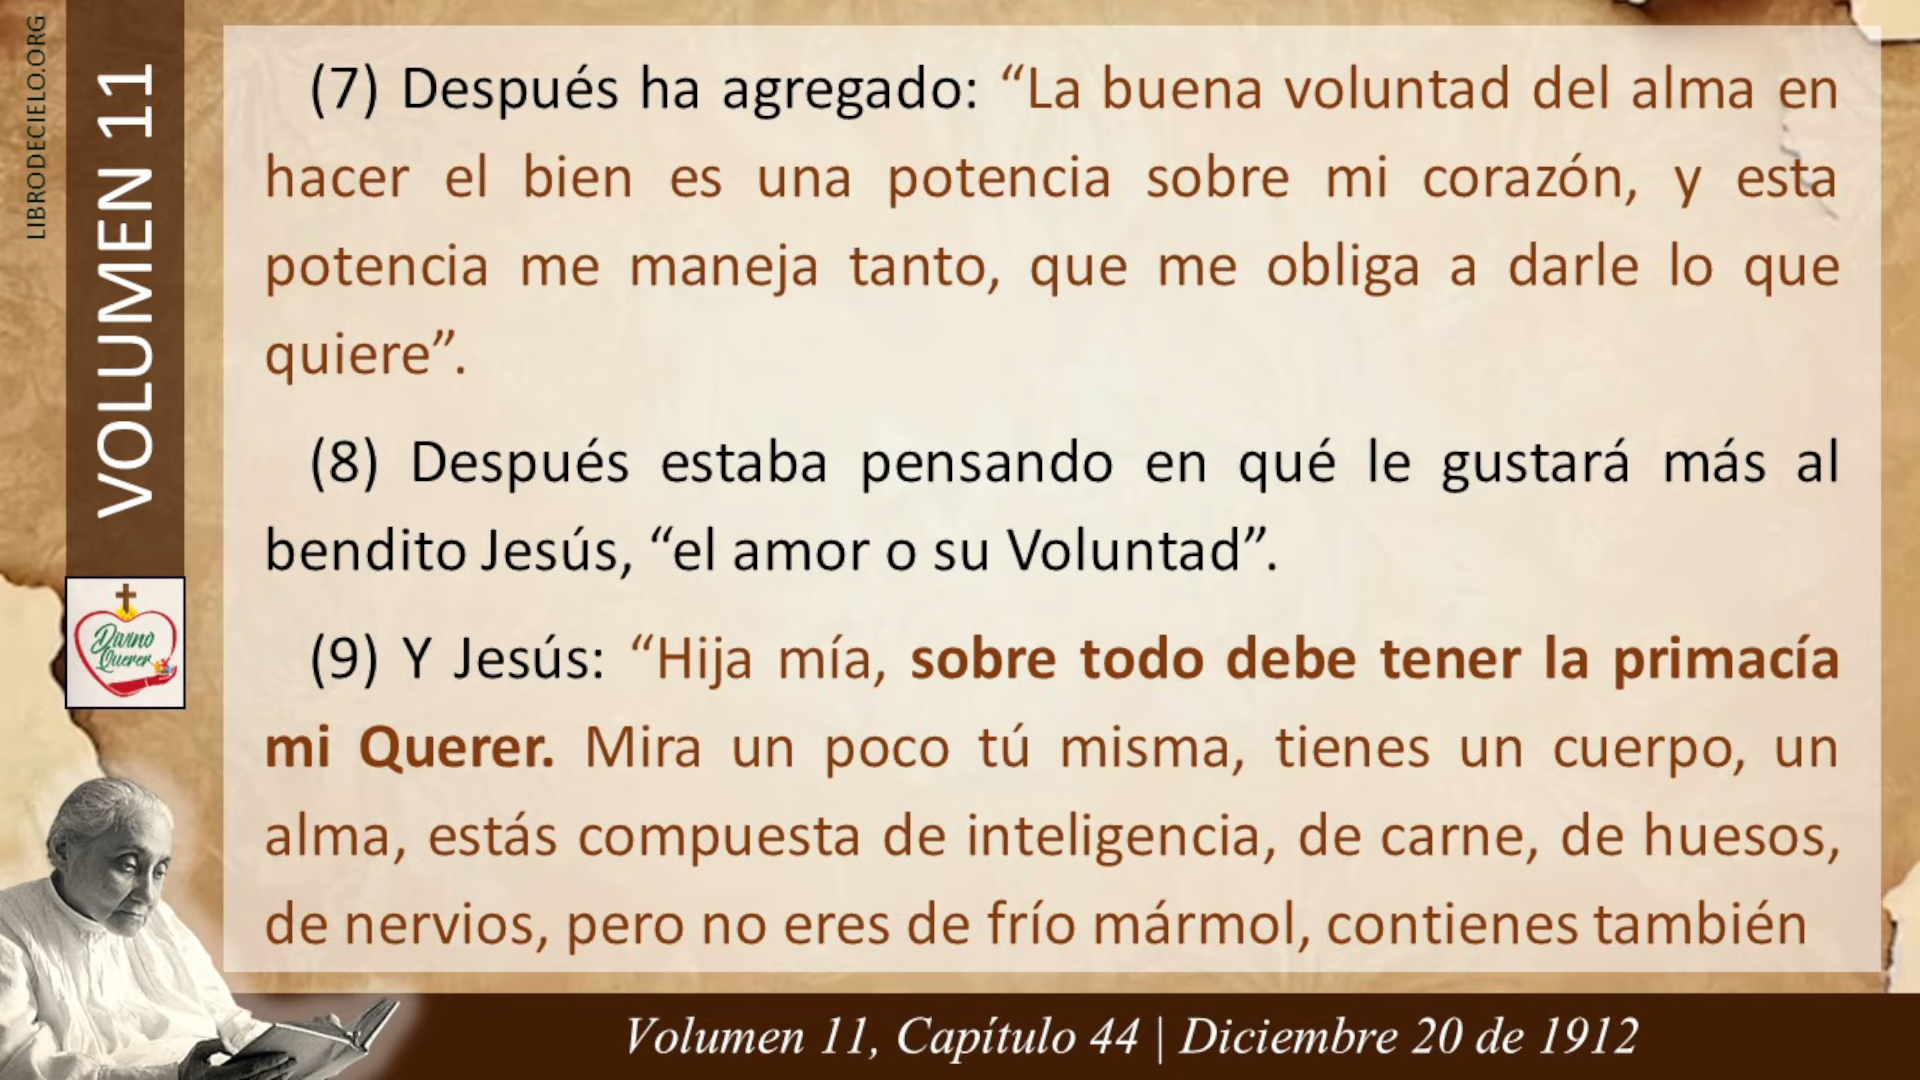 LIBRODECIELO.ORG
VOLUMEN 11
(7) Después ha agregado: “La buena voluntad del alma en
hacer el bien es una potencia sobre mi corazón, y esta
potencia me maneja tanto, que me obliga a darle lo que
quiere”.
(8) Después estaba pensando en qué le gustará más al
bendito Jesús, “el amor o su Voluntad”.
(9) Y Jesús: “Hija mía, sobre todo debe tener la primacía
mi Querer. Mira un poco tú misma, tienes un cuerpo, un
alma, estás compuesta de inteligencia, de carne, de huesos,
de nervios, pero no eres de frío mármol, contienes también
Divino
Querer
Volumen 11, Capítulo 44 | Diciembre 20 de 1912